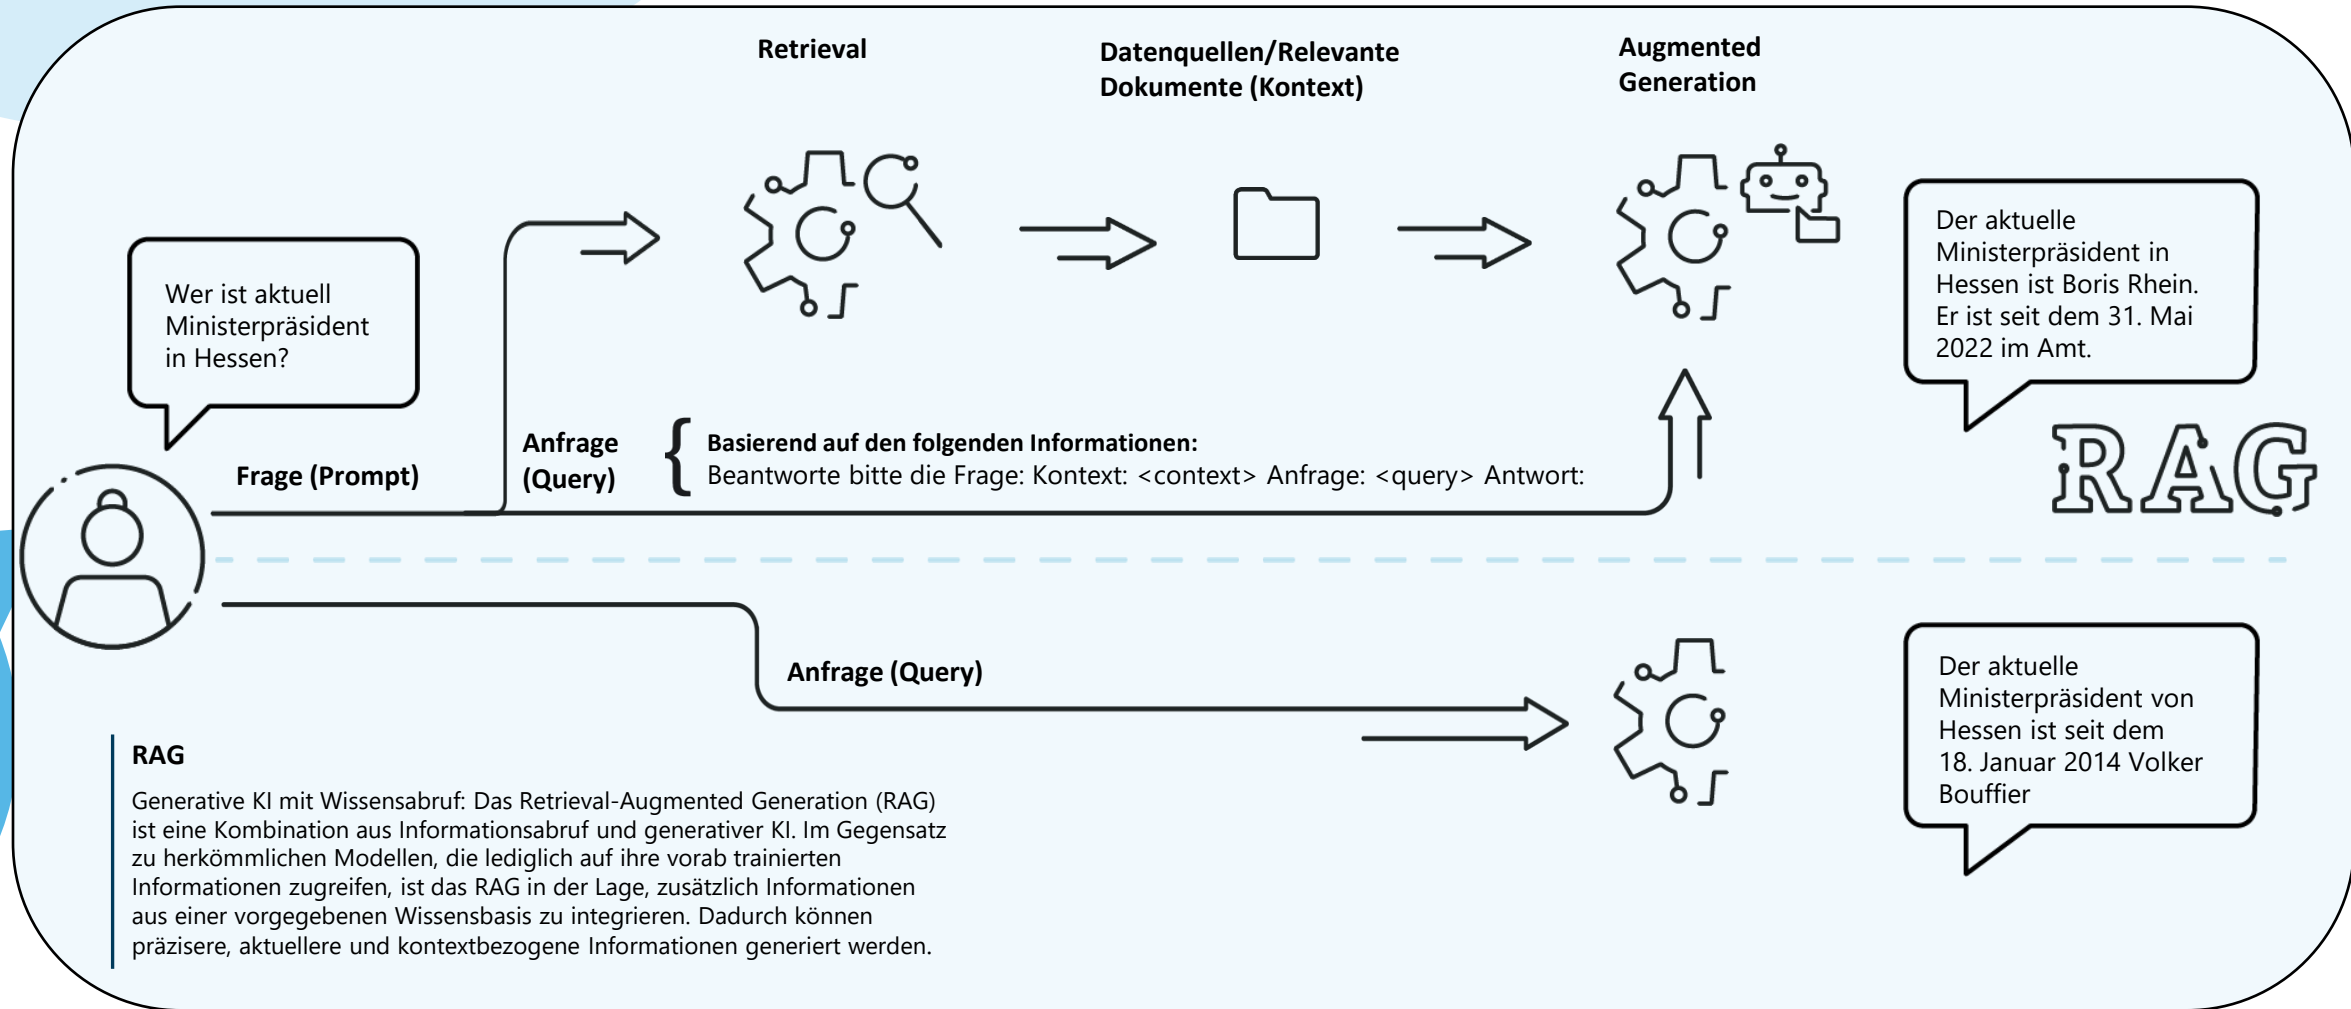 Retrieval
Datenquellen/Relevante
Dokumente (Kontext)
Augmented
Generation
Wer ist aktuell
Ministerpräsident
in Hessen?
Der aktuelle
Ministerpräsident in
Hessen ist Boris Rhein.
Er ist seit dem 31. Mai
2022 im Amt.
Frage (Prompt)
Anfrage
(Query)
{ Basierend auf den folgenden Informationen:
Beantworte bitte die Frage: Kontext: <context> Anfrage: <query> Antwort:
RAG
Anfrage (Query)
Der aktuelle
Ministerpräsident von
Hessen ist seit dem
18. Januar 2014 Volker
Bouffier
RAG
Generative KI mit Wissensabruf: Das Retrieval-Augmented Generation (RAG)
ist eine Kombination aus Informationsabruf und generativer KI. Im Gegensatz
zu herkömmlichen Modellen, die lediglich auf ihre vorab trainierten
Informationen zugreifen, ist das RAG in der Lage, zusätzlich Informationen
aus einer vorgegebenen Wissensbasis zu integrieren. Dadurch können
präzisere, aktuellere und kontextbezogene Informationen generiert werden.